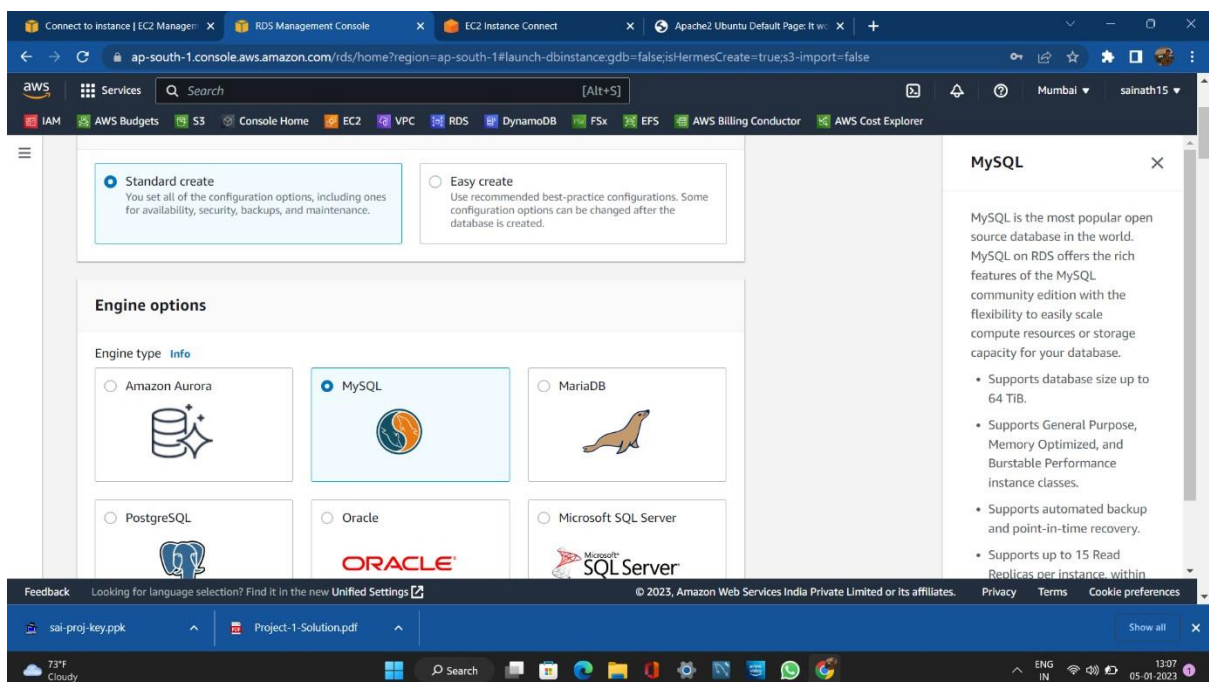 Connect to instance | EC2 Managem
RDS Management Console
EC2 Instance Connect
Apache2 Ubuntu Default Page: It wo
ap-south-1.console.aws.amazon.com/rds/home?region=ap-south-1#launch-dbinstance:gdb=false;isHermesCreate=true;s3-import=false
aws
Services
Search
[Alt+S]
Mumbai
sainath15
IAM
AWS Budgets
S3
Console Home
EC2
VPC
RDS
DynamoDB
FSx
EFS
AWS Billing Conductor
AWS Cost Explorer
Standard create
You set all of the configuration options, including ones
for availability, security, backups, and maintenance.
Easy create
Use recommended best-practice configurations. Some
configuration options can be changed after the
database is created.
Engine options
Engine type Info
Amazon Aurora
MySQL
MariaDB
PostgreSQL
Oracle
ORACLE
Microsoft SQL Server
Microsoft
SQL Server
MySQL
MySQL is the most popular open
source database in the world.
MySQL on RDS offers the rich
features of the MySQL
community edition with the
flexibility to easily scale
compute resources or storage
capacity for your database.
• Supports database size up to
64 TiB.
• Supports General Purpose,
Memory Optimized, and
Burstable Performance
instance classes.
• Supports automated backup
and point-in-time recovery.
• Supports up to 15 Read
Replicas per instance, within
Feedback
Looking for language selection? Find it in the new Unified Settings
© 2023, Amazon Web Services India Private Limited or its affiliates.
Privacy
Terms
Cookie preferences
sai-proj-key.ppk
Project-1-Solution.pdf
Show all
73°F
Cloudy
Search
ENG
IN
13:07
05-01-2023
1